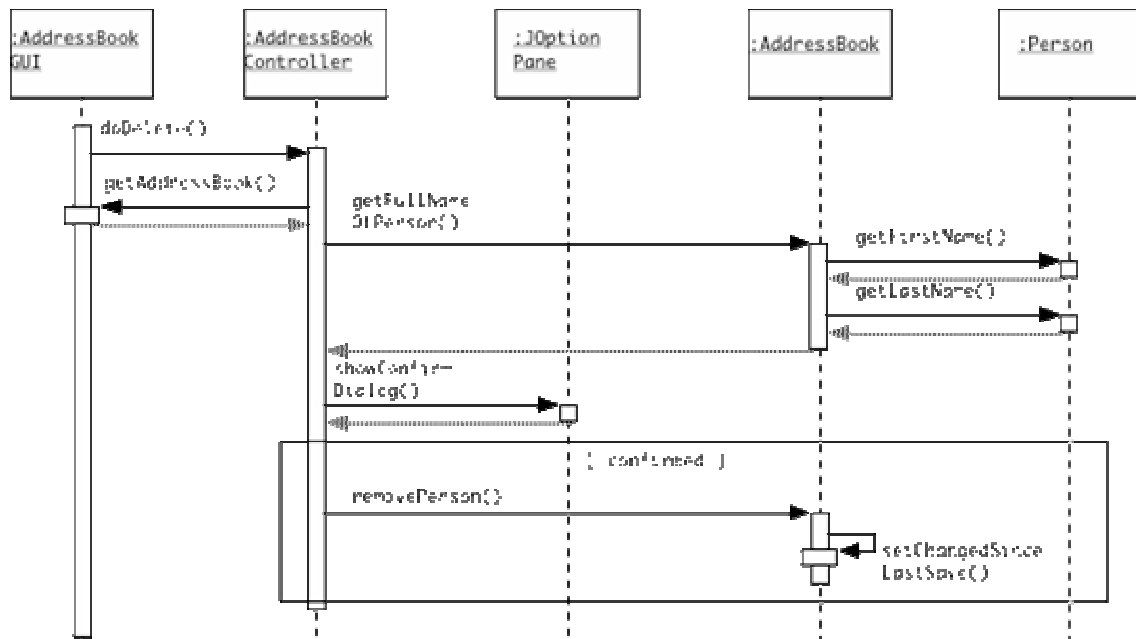 :AddressBook
GUI
:AddressBook
Controller
:JOption
Pane
:AddressBook
:Person
doDelete()
getAddressBook()
getFullName
OfPerson()
getFirstName()
getLastName()
showConfirm
Dialog()
[ confirmed ]
removePerson()
setChangedSince
LastSave()